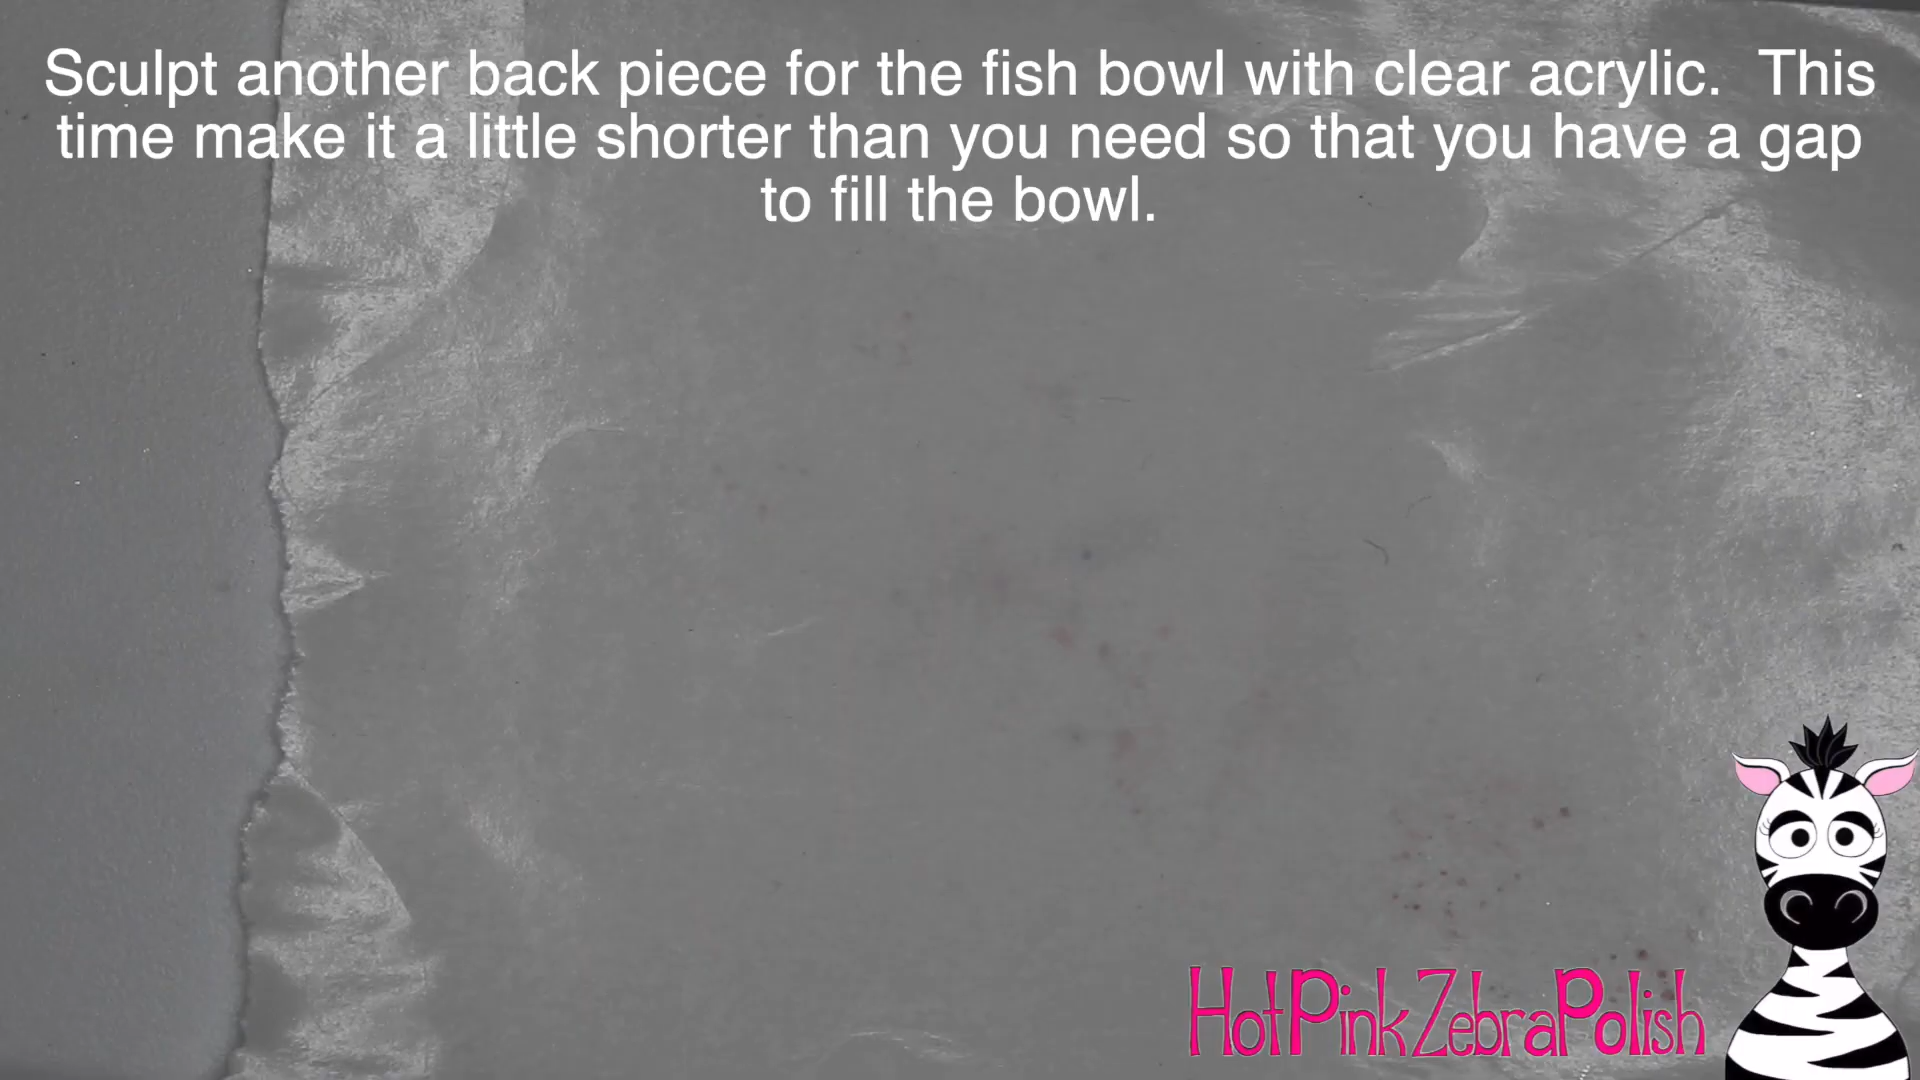 Sculpt another back piece for the fish bowl with clear acrylic.  This
time make it a little shorter than you need so that you have a gap
to fill the bowl.
HotPinkZebraPolish